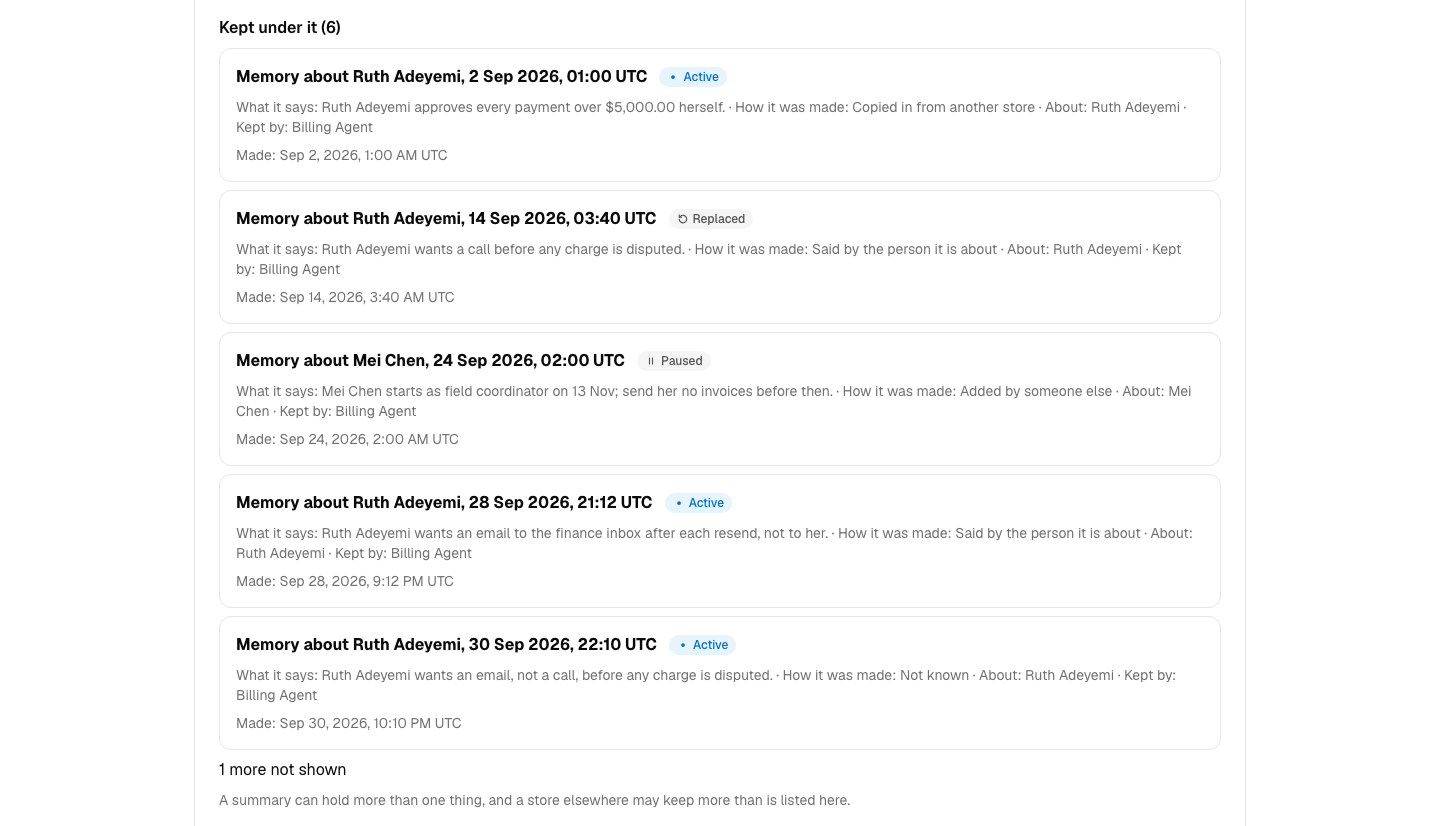 Kept under it (6)
Memory about Ruth Adeyemi, 2 Sep 2026, 01:00 UTC Active
What it says: Ruth Adeyemi approves every payment over $5,000.00 herself. · How it was made: Copied in from another store · About: Ruth Adeyemi ·
Kept by: Billing Agent
Made: Sep 2, 2026, 1:00 AM UTC
Memory about Ruth Adeyemi, 14 Sep 2026, 03:40 UTC Replaced
What it says: Ruth Adeyemi wants a call before any charge is disputed. · How it was made: Said by the person it is about · About: Ruth Adeyemi · Kept
by: Billing Agent
Made: Sep 14, 2026, 3:40 AM UTC
Memory about Mei Chen, 24 Sep 2026, 02:00 UTC Paused
What it says: Mei Chen starts as field coordinator on 13 Nov; send her no invoices before then. · How it was made: Added by someone else · About: Mei
Chen · Kept by: Billing Agent
Made: Sep 24, 2026, 2:00 AM UTC
Memory about Ruth Adeyemi, 28 Sep 2026, 21:12 UTC Active
What it says: Ruth Adeyemi wants an email to the finance inbox after each resend, not to her. · How it was made: Said by the person it is about · About:
Ruth Adeyemi · Kept by: Billing Agent
Made: Sep 28, 2026, 9:12 PM UTC
Memory about Ruth Adeyemi, 30 Sep 2026, 22:10 UTC Active
What it says: Ruth Adeyemi wants an email, not a call, before any charge is disputed. · How it was made: Not known · About: Ruth Adeyemi · Kept by:
Billing Agent
Made: Sep 30, 2026, 10:10 PM UTC
1 more not shown
A summary can hold more than one thing, and a store elsewhere may keep more than is listed here.